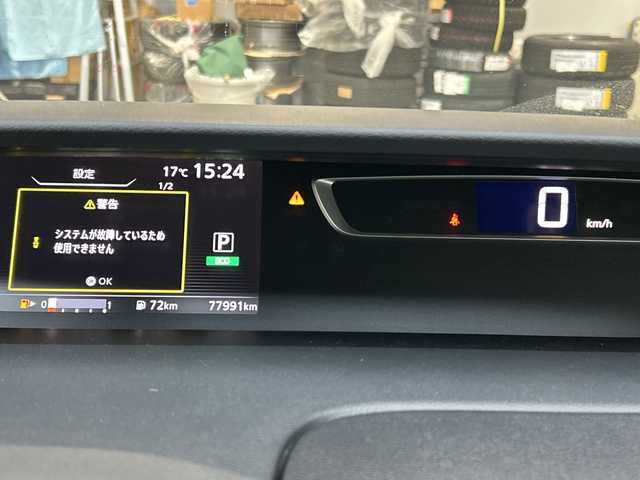 設定
17℃ 15:24
1/2
警告
システムが故障しているため
使用できません
OK
P
ECO
0 1
72km
77991km
0
km/h